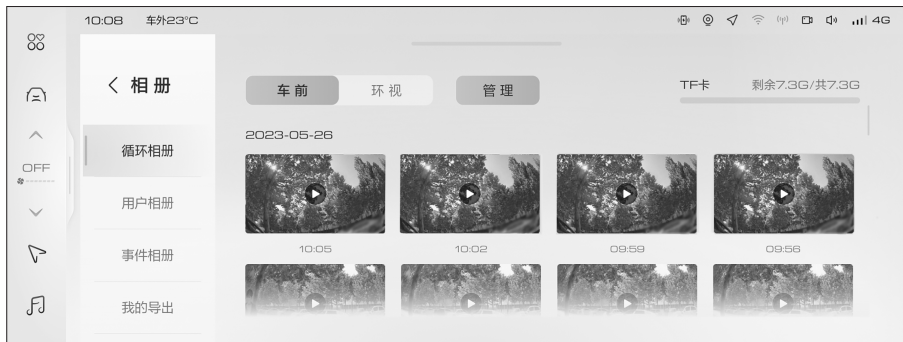 10:08 车外23°C
4G
OFF
相册
循环相册
用户相册
事件相册
我的导出
车前 环视 管理
TF卡 剩余7.3G/共7.3G
2023-05-26
10:05 10:02 09:59 09:56